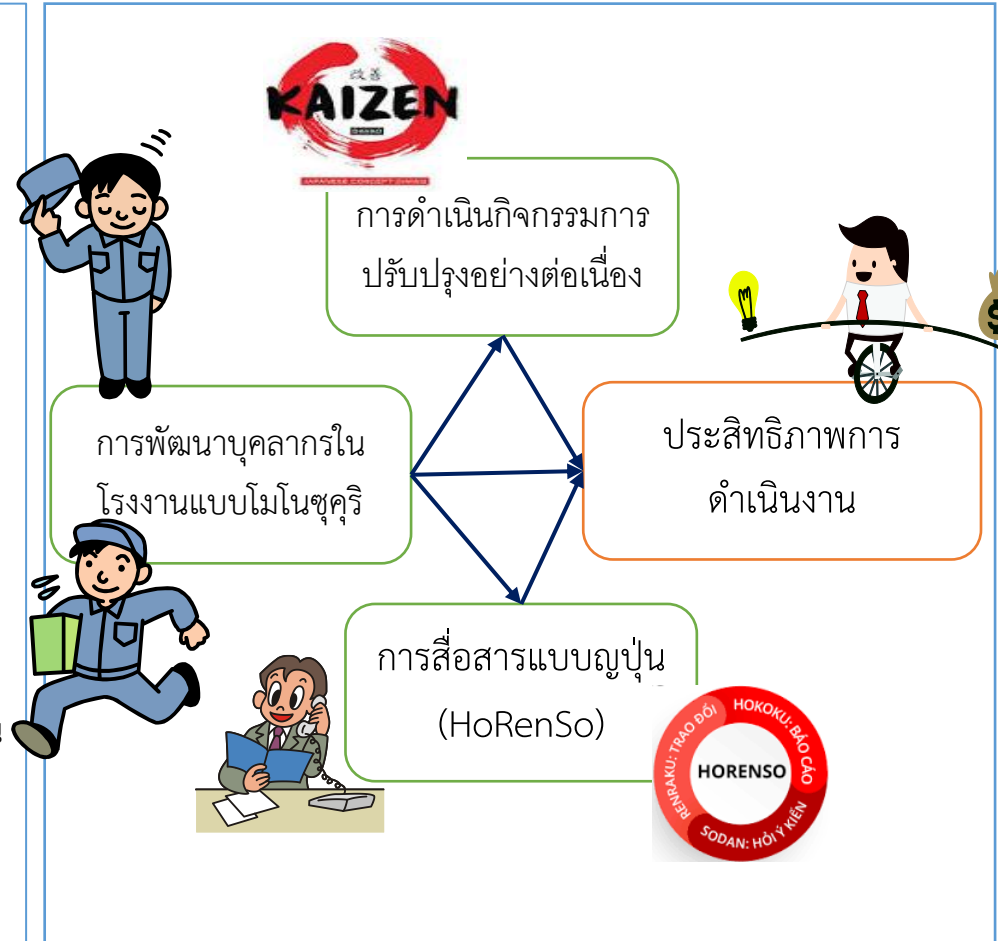 改善
KAIZEN
JAPANESE CONCEPT OWNED
การดำเนินกิจกรรมการ
ปรับปรุงอย่างต่อเนื่อง
$
การพัฒนาบุคลากรใน
โรงงานแบบโมโนซุคุริ
ประสิทธิภาพการ
ดำเนินงาน
การสื่อสารแบบญปุ่น
(HoRenSo)
HORENSO
HOKOKU: BÁO CÁO
RENRAKU: TRAO ĐỔI
SODAN: HỎI Ý KIẾN